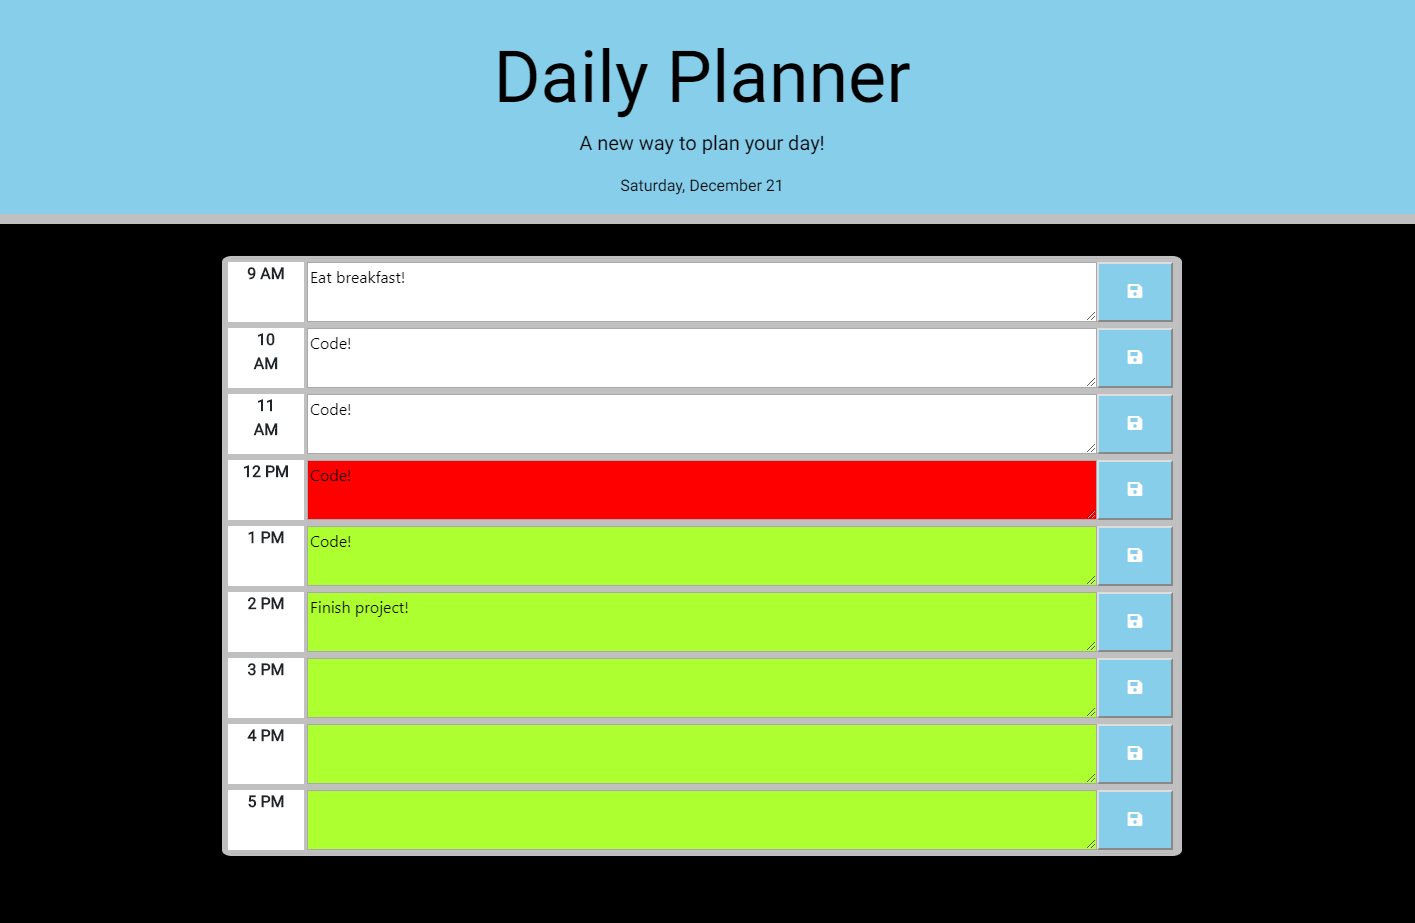 Daily Planner
A new way to plan your day!
Saturday, December 21
9 AM
Eat breakfast!
10
AM
Code!
11
AM
Code!
12 PM
Code!
1 PM
Code!
2 PM
Finish project!
3 PM
4 PM
5 PM